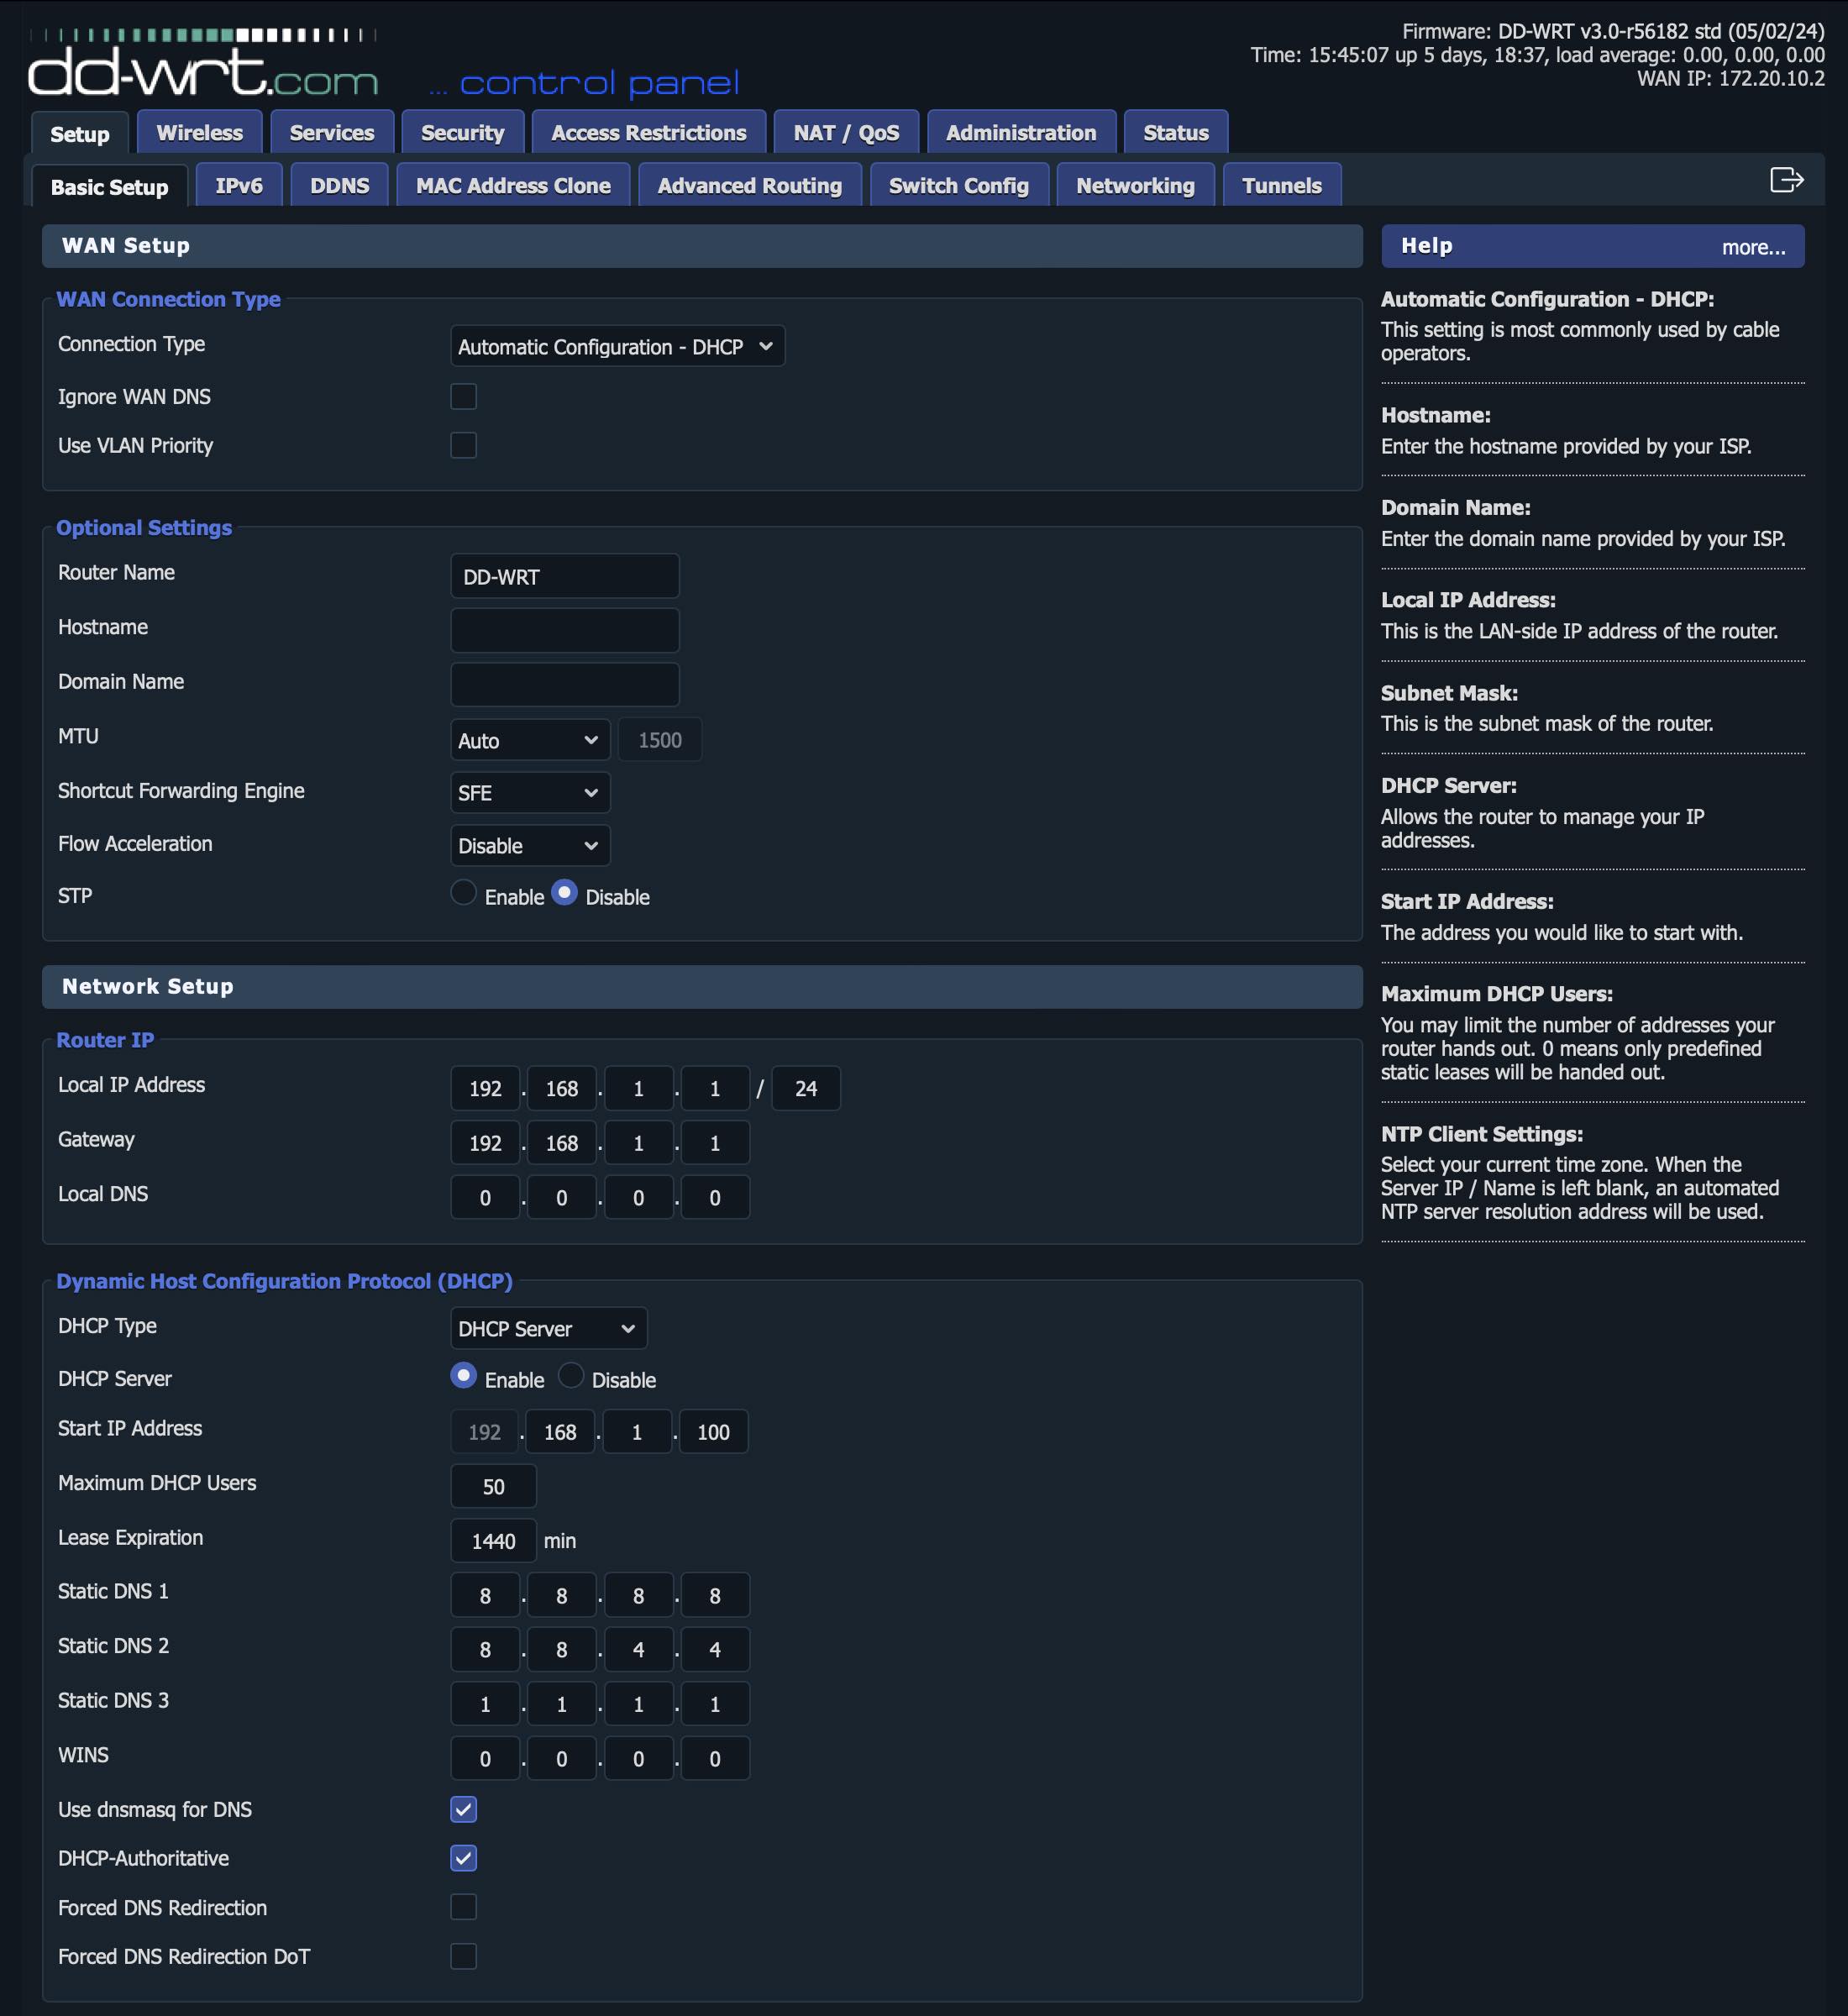 dd-wrt.com ... control panel
Firmware: DD-WRT v3.0-r56182 std (05/02/24)
Time: 15:45:07 up 5 days, 18:37, load average: 0.00, 0.00, 0.00
WAN IP: 172.20.10.2
Setup Wireless Services Security Access Restrictions NAT / QoS Administration Status
Basic Setup IPv6 DDNS MAC Address Clone Advanced Routing Switch Config Networking Tunnels
WAN Setup
WAN Connection Type
Connection Type Automatic Configuration - DHCP
Ignore WAN DNS
Use VLAN Priority
Optional Settings
Router Name DD-WRT
Hostname
Domain Name
MTU Auto 1500
Shortcut Forwarding Engine SFE
Flow Acceleration Disable
STP Enable Disable
Network Setup
Router IP
Local IP Address 192 . 168 . 1 . 1 / 24
Gateway 192 . 168 . 1 . 1
Local DNS 0 . 0 . 0 . 0
Dynamic Host Configuration Protocol (DHCP)
DHCP Type DHCP Server
DHCP Server Enable Disable
Start IP Address 192 . 168 . 1 . 100
Maximum DHCP Users 50
Lease Expiration 1440 min
Static DNS 1 8 . 8 . 8 . 8
Static DNS 2 8 . 8 . 4 . 4
Static DNS 3 1 . 1 . 1 . 1
WINS 0 . 0 . 0 . 0
Use dnsmasq for DNS
DHCP-Authoritative
Forced DNS Redirection
Forced DNS Redirection DoT
Help more...
Automatic Configuration - DHCP:
This setting is most commonly used by cable
operators.
Hostname:
Enter the hostname provided by your ISP.
Domain Name:
Enter the domain name provided by your ISP.
Local IP Address:
This is the LAN-side IP address of the router.
Subnet Mask:
This is the subnet mask of the router.
DHCP Server:
Allows the router to manage your IP
addresses.
Start IP Address:
The address you would like to start with.
Maximum DHCP Users:
You may limit the number of addresses your
router hands out. 0 means only predefined
static leases will be handed out.
NTP Client Settings:
Select your current time zone. When the
Server IP / Name is left blank, an automated
NTP server resolution address will be used.